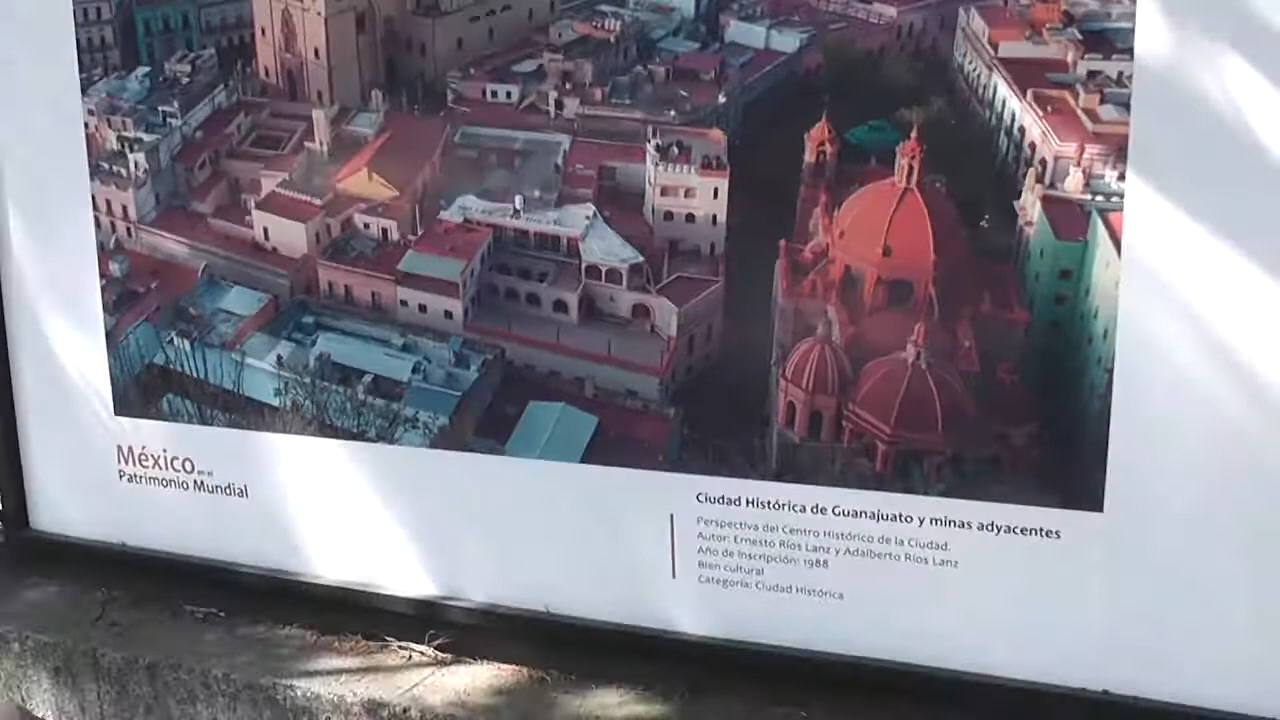 México en el
Patrimonio Mundial
Ciudad Histórica de Guanajuato y minas adyacentes
Perspectiva del Centro Histórico de la Ciudad.
Autor: Ernesto Ríos Lanz y Adalberto Ríos Lanz
Año de Inscripción: 1988
Bien cultural
Categoría: Ciudad Histórica